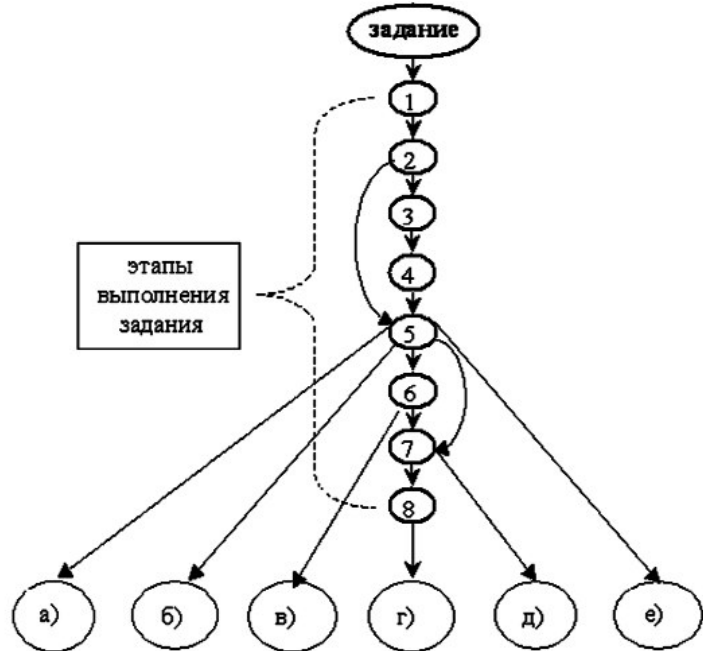 задание
1
2
3
4
этапы
выполнения
задания
5
6
7
8
а)
б)
в)
г)
д)
е)